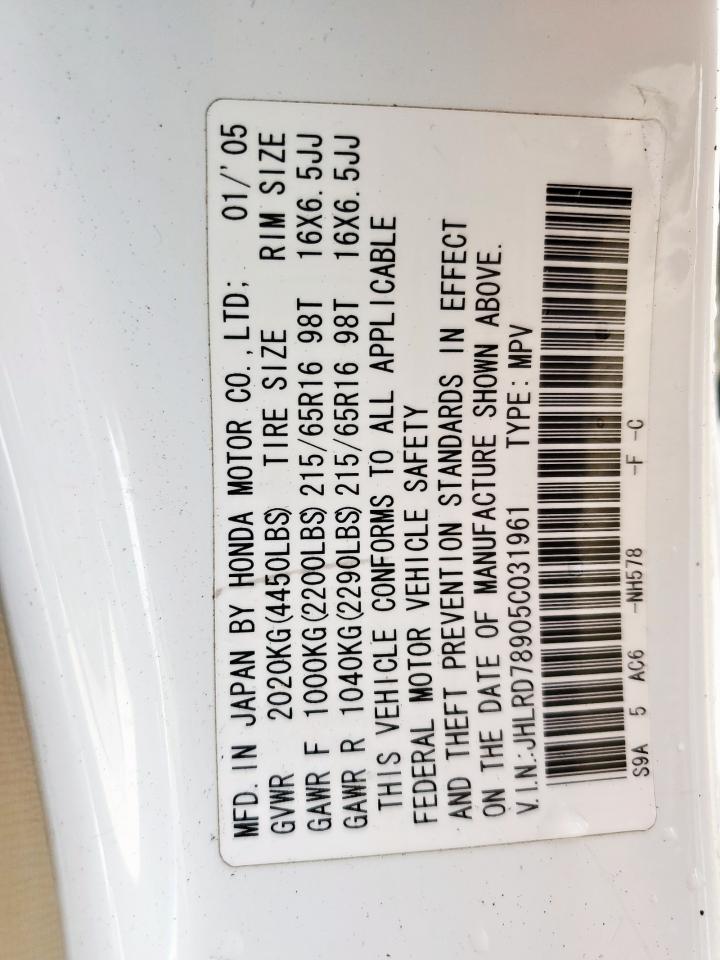 MFD. IN JAPAN BY HONDA MOTOR CO., LTD; 01/'05
GVWR 2020KG(4450LBS) TIRE SIZE RIM SIZE
GAWR F 1000KG(2200LBS) 215/65R16 98T 16X6.5JJ
GAWR R 1040KG(2290LBS) 215/65R16 98T 16X6.5JJ
THIS VEHICLE CONFORMS TO ALL APPLICABLE
FEDERAL MOTOR VEHICLE SAFETY
AND THEFT PREVENTION STANDARDS IN EFFECT
ON THE DATE OF MANUFACTURE SHOWN ABOVE.
V.I.N.:JHLRD78905C031961 TYPE: MPV
S9A 5 AC6 -NH578 -F -C